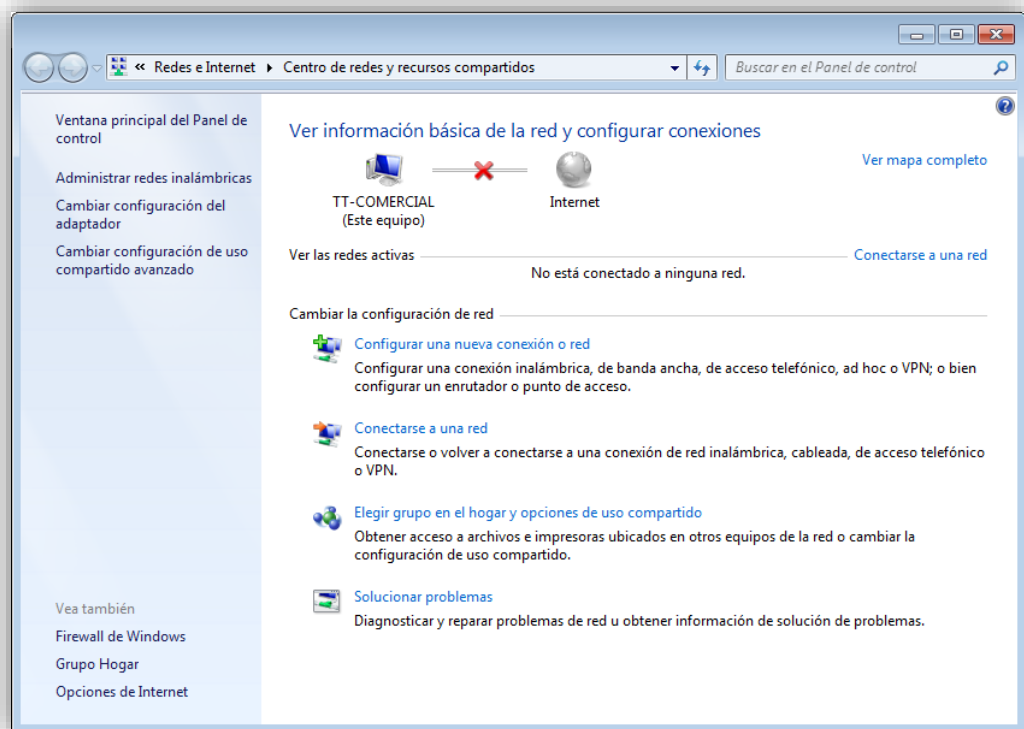 « Redes e Internet ▸ Centro de redes y recursos compartidos
Buscar en el Panel de control
Ventana principal del Panel de
control
Administrar redes inalámbricas
Cambiar configuración del
adaptador
Cambiar configuración de uso
compartido avanzado
Vea también
Firewall de Windows
Grupo Hogar
Opciones de Internet
Ver información básica de la red y configurar conexiones
Ver mapa completo
TT-COMERCIAL
(Este equipo)
Internet
Ver las redes activas
Conectarse a una red
No está conectado a ninguna red.
Cambiar la configuración de red
Configurar una nueva conexión o red
Configurar una conexión inalámbrica, de banda ancha, de acceso telefónico, ad hoc o VPN; o bien
configurar un enrutador o punto de acceso.
Conectarse a una red
Conectarse o volver a conectarse a una conexión de red inalámbrica, cableada, de acceso telefónico
o VPN.
Elegir grupo en el hogar y opciones de uso compartido
Obtener acceso a archivos e impresoras ubicados en otros equipos de la red o cambiar la
configuración de uso compartido.
Solucionar problemas
Diagnosticar y reparar problemas de red u obtener información de solución de problemas.